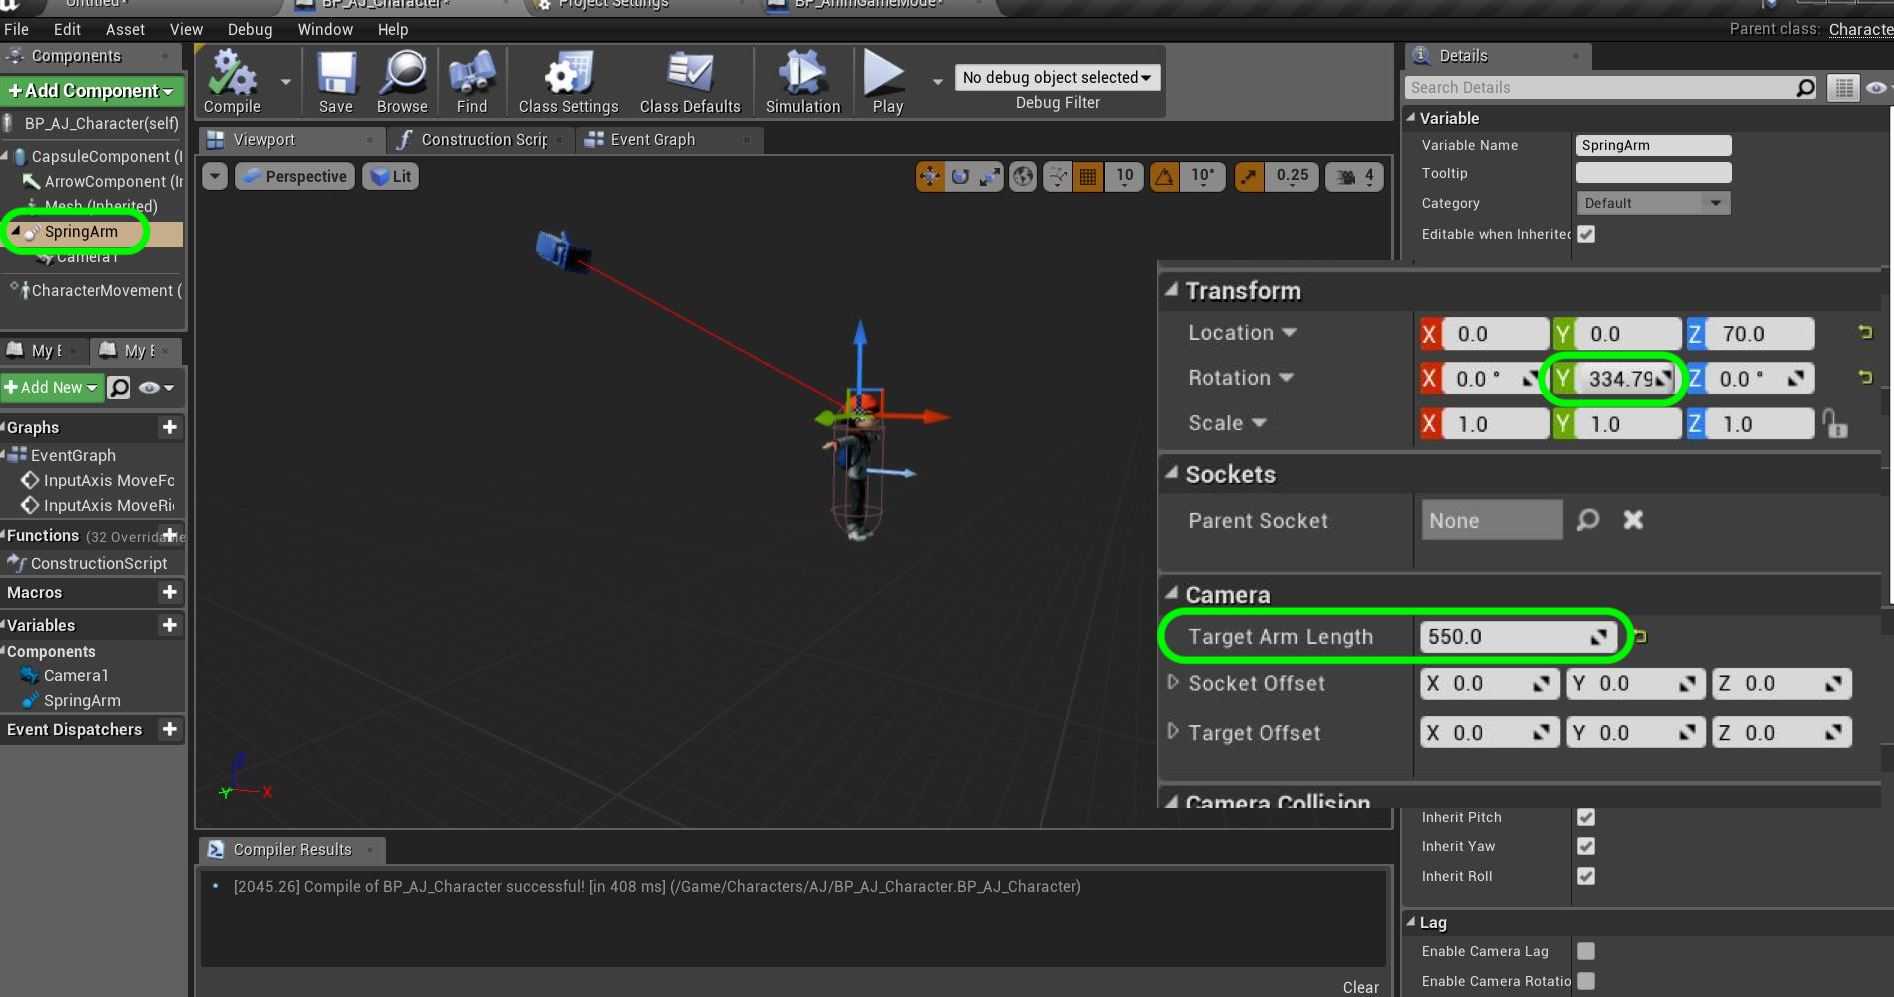 Untitled*
BP_AJ_Character*
Project Settings
BP_AnimGameMode*
File Edit Asset View Debug Window Help
Parent class: Characte
Components
+Add Component
BP_AJ_Character(self)
CapsuleComponent (I
ArrowComponent (Ir
Mesh (Inherited)
SpringArm
Camera1
CharacterMovement (
My E
My E
+Add New
Graphs
EventGraph
InputAxis MoveFo
InputAxis MoveRi
Functions (32 Overridable
ConstructionScript
Macros
Variables
Components
Camera1
SpringArm
Event Dispatchers
Compile
Save
Browse
Find
Class Settings
Class Defaults
Simulation
Play
No debug object selected
Debug Filter
Viewport
Construction Scrip
Event Graph
Perspective
Lit
10
10°
0.25
4
Z
Y X
Compiler Results
[2045.26] Compile of BP_AJ_Character successful! [in 408 ms] (/Game/Characters/AJ/BP_AJ_Character.BP_AJ_Character)
Clear
Details
Search Details
Variable
Variable Name SpringArm
Tooltip
Category Default
Editable when Inherited
Transform
Location X 0.0 Y 0.0 Z 70.0
Rotation X 0.0 ° Y 334.79 Z 0.0 °
Scale X 1.0 Y 1.0 Z 1.0
Sockets
Parent Socket None
Camera
Target Arm Length 550.0
Socket Offset X 0.0 Y 0.0 Z 0.0
Target Offset X 0.0 Y 0.0 Z 0.0
Camera Collision
Inherit Pitch
Inherit Yaw
Inherit Roll
Lag
Enable Camera Lag
Enable Camera Rotatio